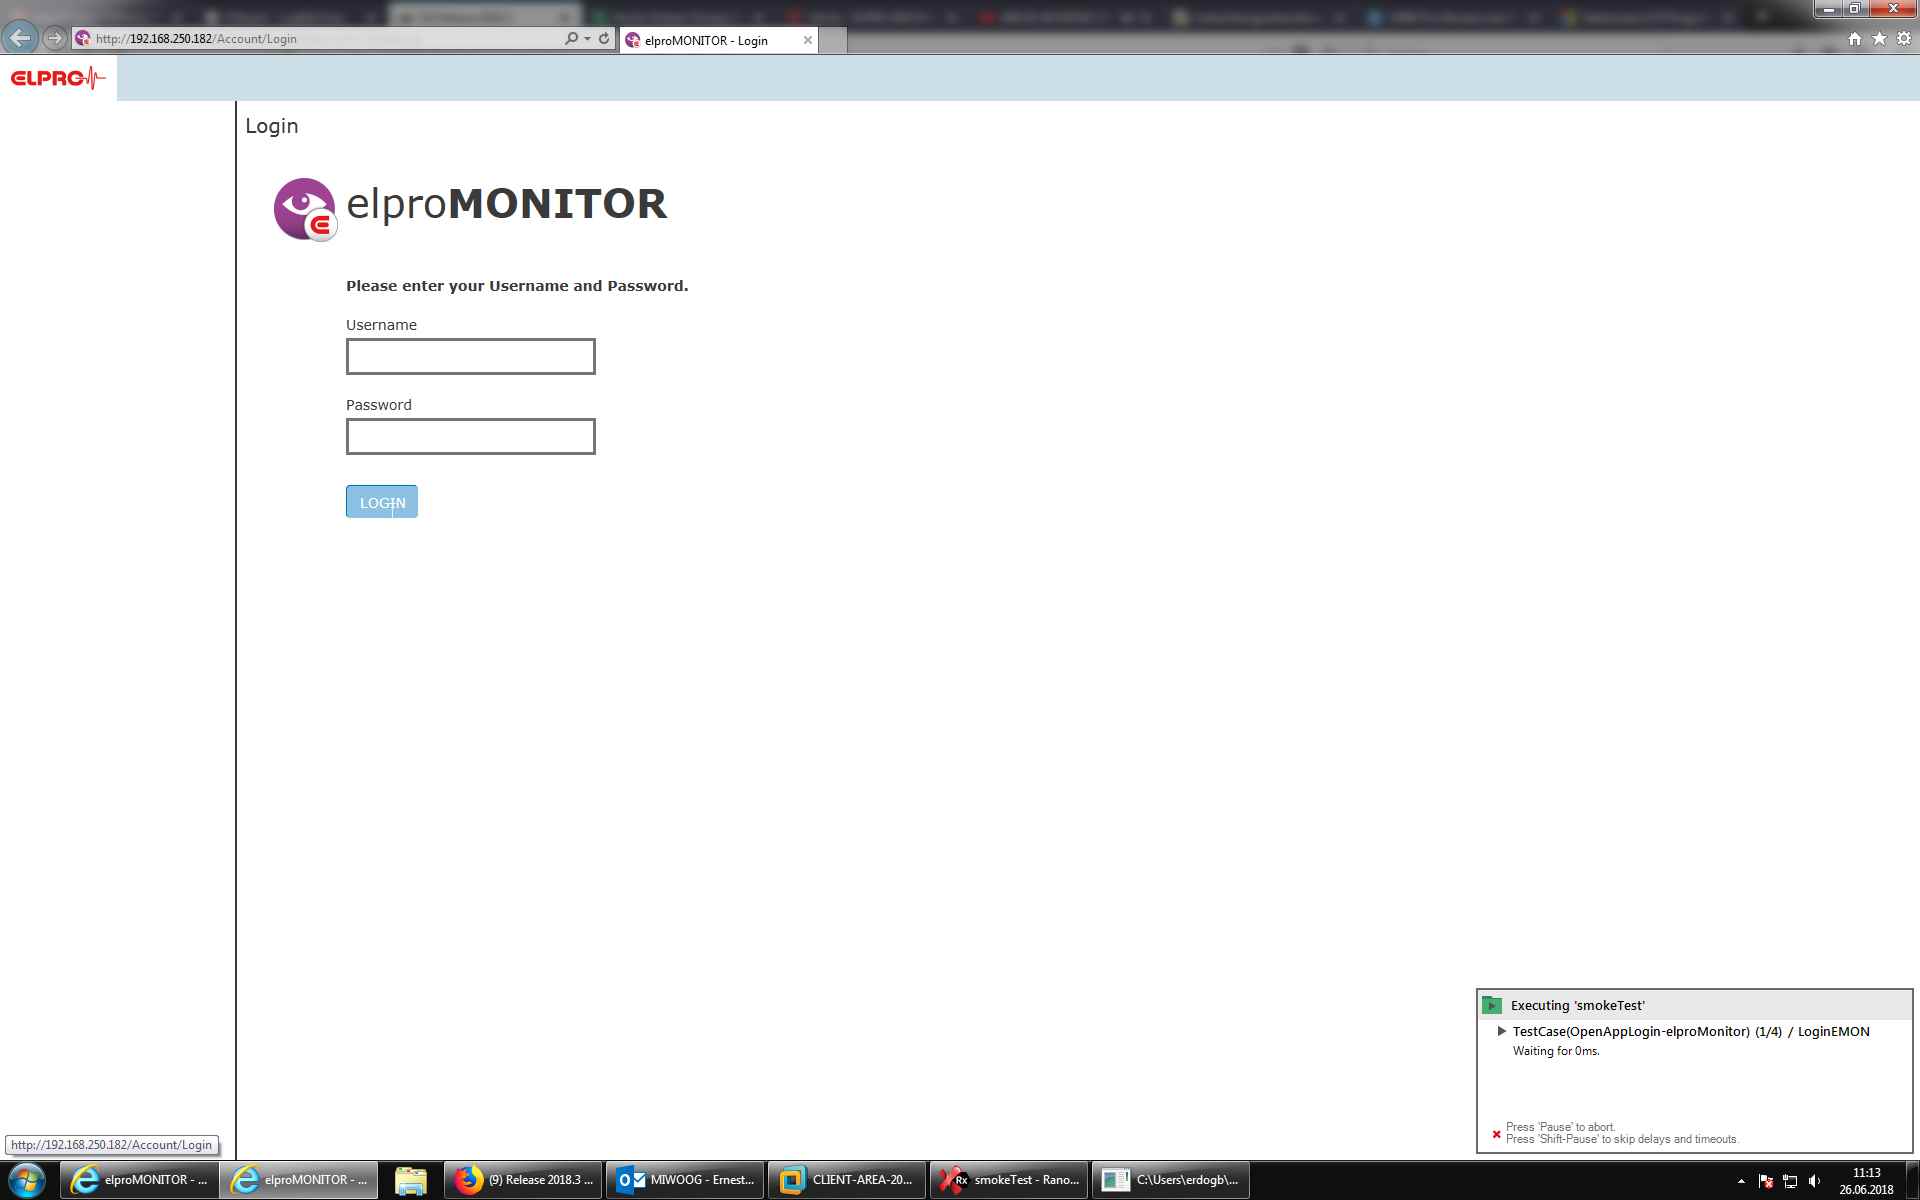 http://192.168.250.182/Account/Login
elproMONITOR - Login
ELPRO
Login
elproMONITOR
Please enter your Username and Password.
Username
Password
LOGIN
Executing 'smokeTest'
TestCase(OpenAppLogin-elproMonitor) (1/4) / LoginEMON
Waiting for 0ms.
Press 'Pause' to abort.
Press 'Shift-Pause' to skip delays and timeouts.
http://192.168.250.182/Account/Login
elproMONITOR - ...
elproMONITOR - ...
(9) Release 2018.3 ...
MIWOOG - Ernest...
CLIENT-AREA-20...
Rx
smokeTest - Rano...
C:\Users\erdogb\...
11:13
26.06.2018